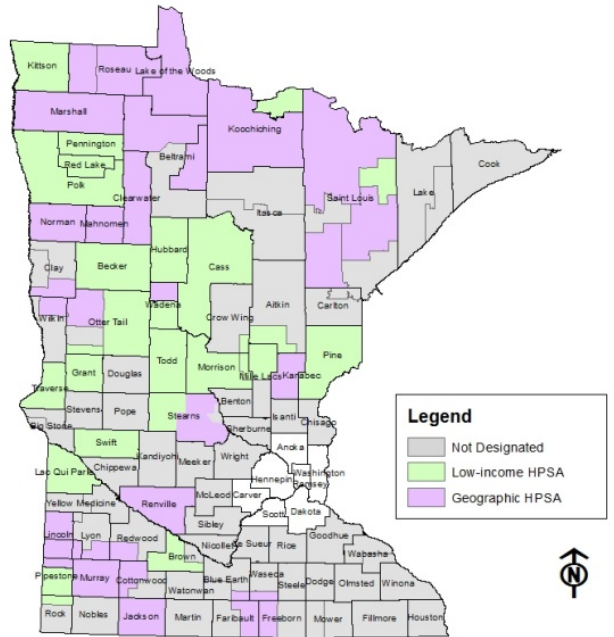 Kittson
Roseau
Lake of the Woods
Marshall
Koochiching
Pennington
Red Lake
Polk
Beltrami
Cook
Lake
Saint Louis
Clearwater
Itasca
Norman
Mahnomen
Hubbard
Cass
Clay
Becker
Wadena
Aitkin
Carlton
Wilkin
Otter Tail
Crow Wing
Pine
Todd
Grant
Douglas
Morrison
Mille Lacs
Kanabec
Traverse
Stevens
Pope
Stearns
Benton
Isanti
Chisago
Big Stone
Sherburne
Swift
Kandiyohi
Anoka
Lac Qui Parle
Chippewa
Meeker
Wright
Washington
Hennepin
Ramsey
Yellow Medicine
Renville
McLeod
Carver
Scott
Dakota
Sibley
Lincoln
Lyon
Redwood
Nicollet
Le Sueur
Rice
Goodhue
Wabasha
Pipestone
Murray
Cottonwood
Brown
Watonwan
Blue Earth
Waseca
Steele
Dodge
Olmsted
Winona
Rock
Nobles
Jackson
Martin
Faribault
Freeborn
Mower
Fillmore
Houston
Legend
Not Designated
Low-income HPSA
Geographic HPSA
N